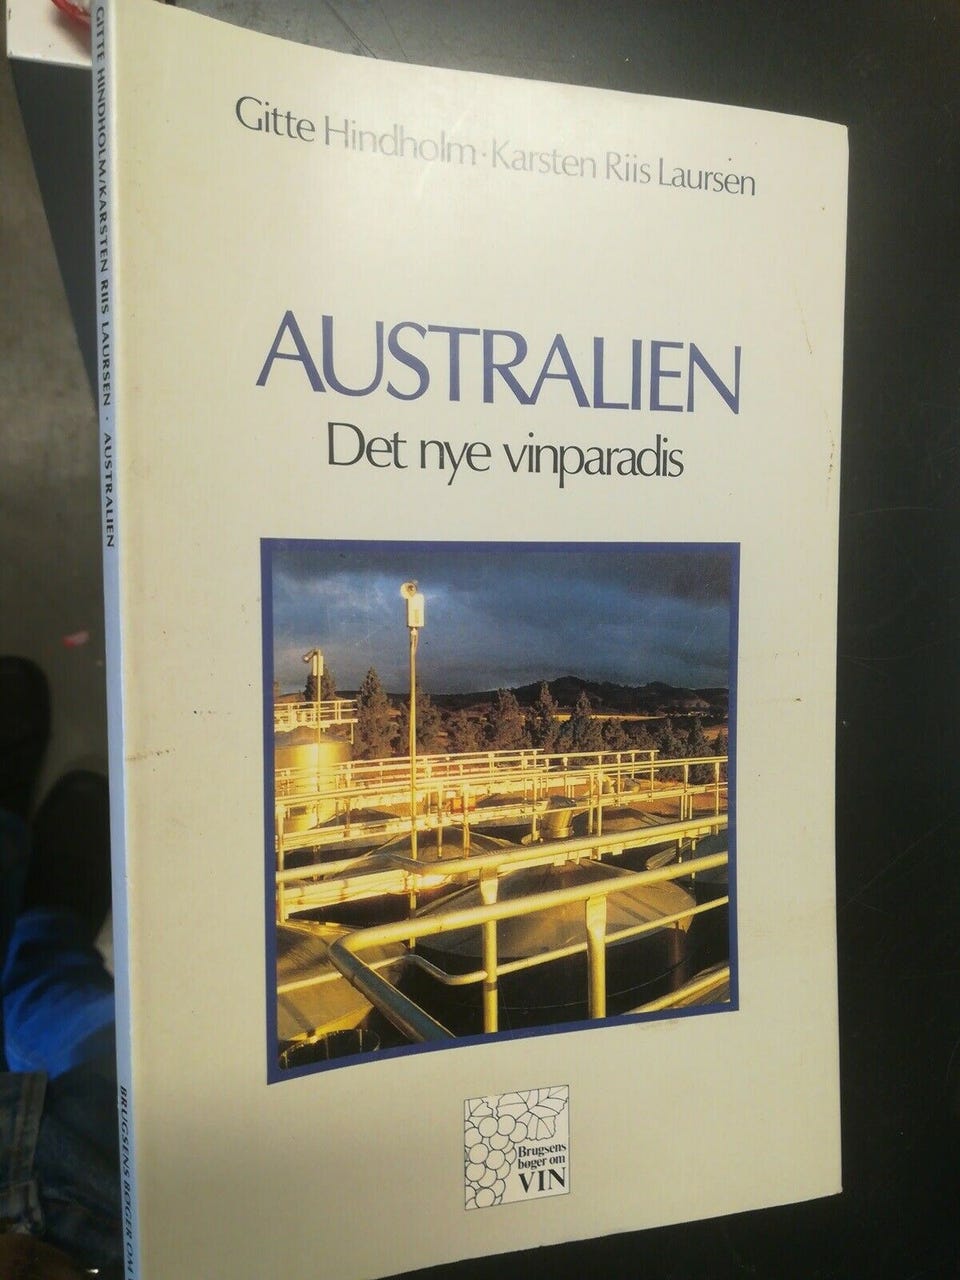 Gitte Hindholm · Karsten Riis Laursen
AUSTRALIEN
Det nye vinparadis
Brugsens
bøger om
VIN
GITTE HINDHOLM/KARSTEN RIIS LAURSEN · AUSTRALIEN
BRUGSENS BØGER OM